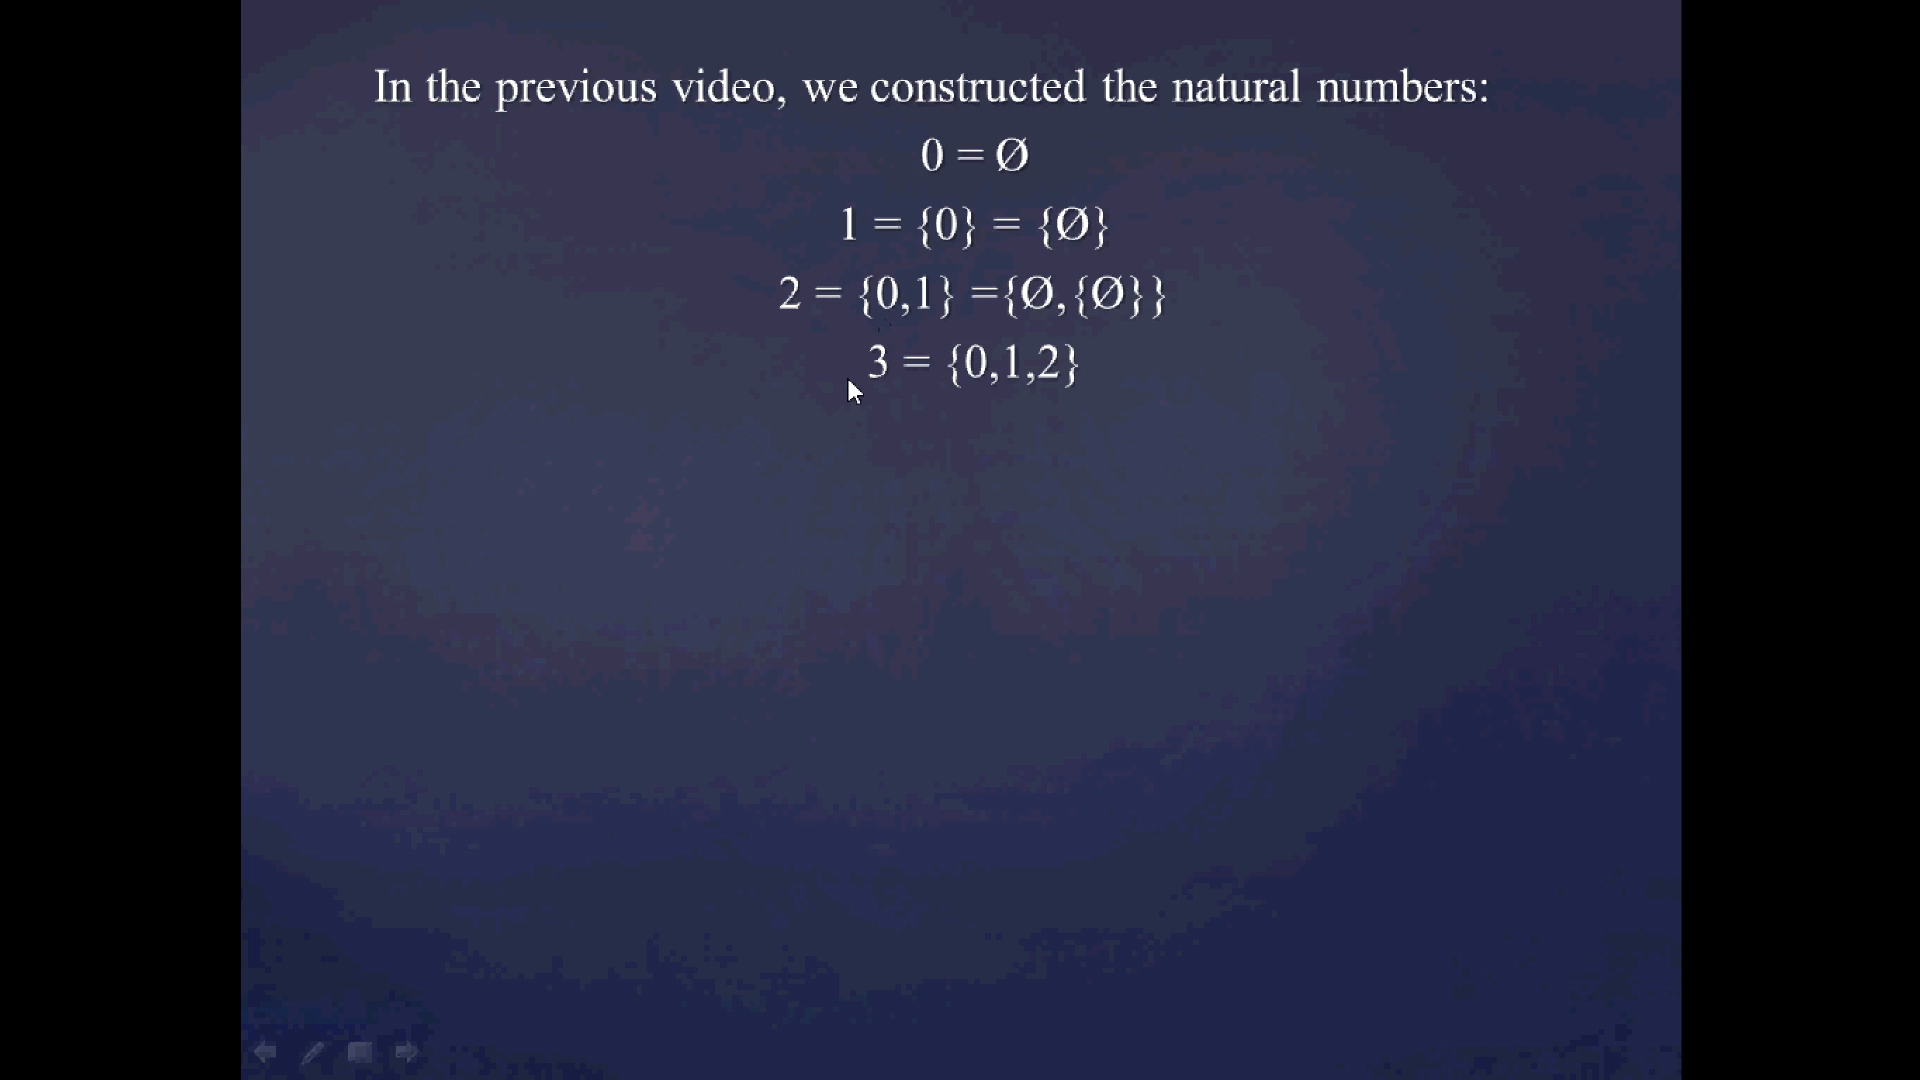 In the previous video, we constructed the natural numbers:
0 = Ø
1 = {0} = {Ø}
2 = {0,1} ={Ø,{Ø}}
3 = {0,1,2}